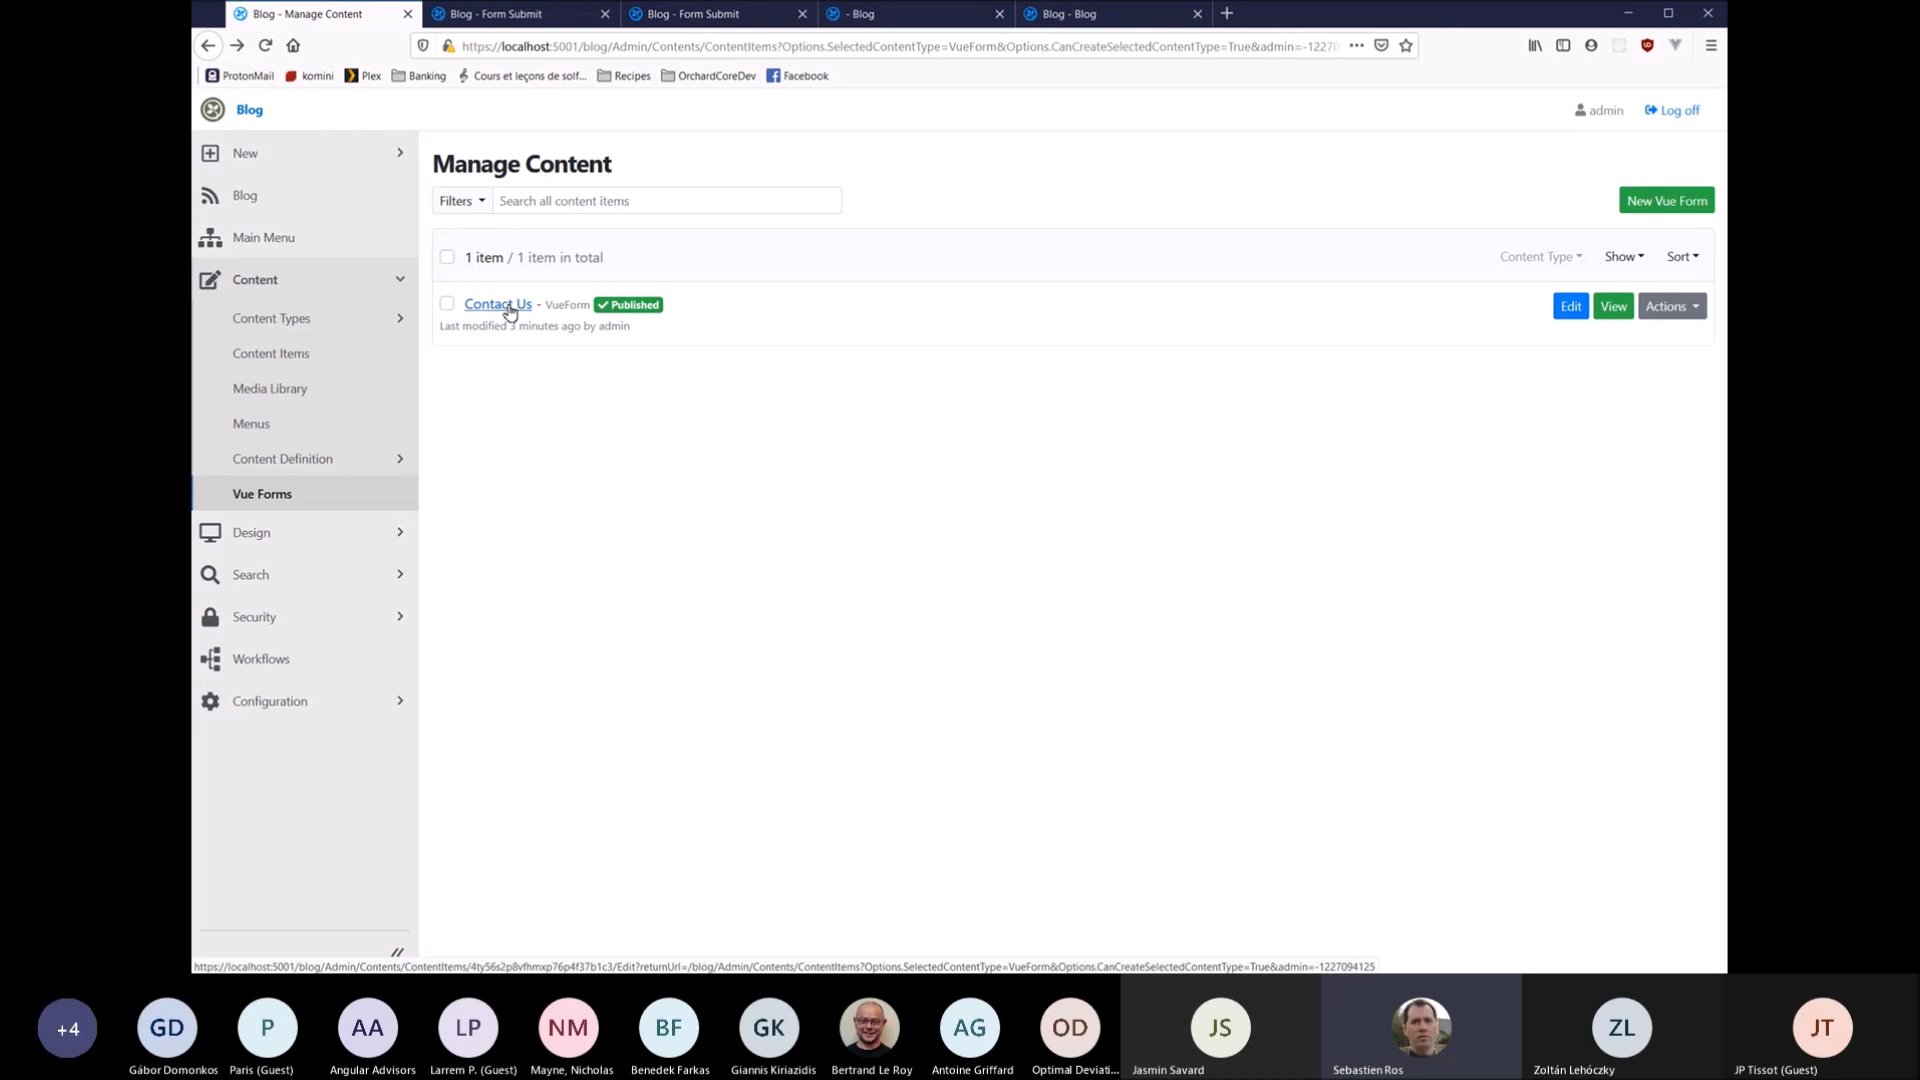 Blog - Manage Content
Blog - Form Submit
Blog - Form Submit
- Blog
Blog - Blog
https://localhost:5001/blog/Admin/Contents/ContentItems?Options.SelectedContentType=VueForm&Options.CanCreateSelectedContentType=True&admin=-12270
ProtonMail
komini
Plex
Banking
Cours et leçons de solf...
Recipes
OrchardCoreDev
Facebook
Blog
admin
Log off
New
Blog
Main Menu
Content
Content Types
Content Items
Media Library
Menus
Content Definition
Vue Forms
Design
Search
Security
Workflows
Configuration
Manage Content
Filters
Search all content items
New Vue Form
1 item / 1 item in total
Content Type
Show
Sort
Contact Us - VueForm Published
Last modified 3 minutes ago by admin
Edit
View
Actions
https://localhost:5001/blog/Admin/Contents/ContentItems/4ty56s2p8vfhmxp76p4f37b1c3/Edit?returnUrl=/blog/Admin/Contents/ContentItems?Options.SelectedContentType=VueForm&Options.CanCreateSelectedContentType=True&admin=-1227094125
+4
GD
P
AA
LP
NM
BF
GK
AG
OD
JS
ZL
JT
Gábor Domonkos
Paris (Guest)
Angular Advisors
Larrem P. (Guest)
Mayne, Nicholas
Benedek Farkas
Giannis Kiriazidis
Bertrand Le Roy
Antoine Griffard
Optimal Deviati...
Jasmin Savard
Sebastien Ros
Zoltán Lehóczky
JP Tissot (Guest)